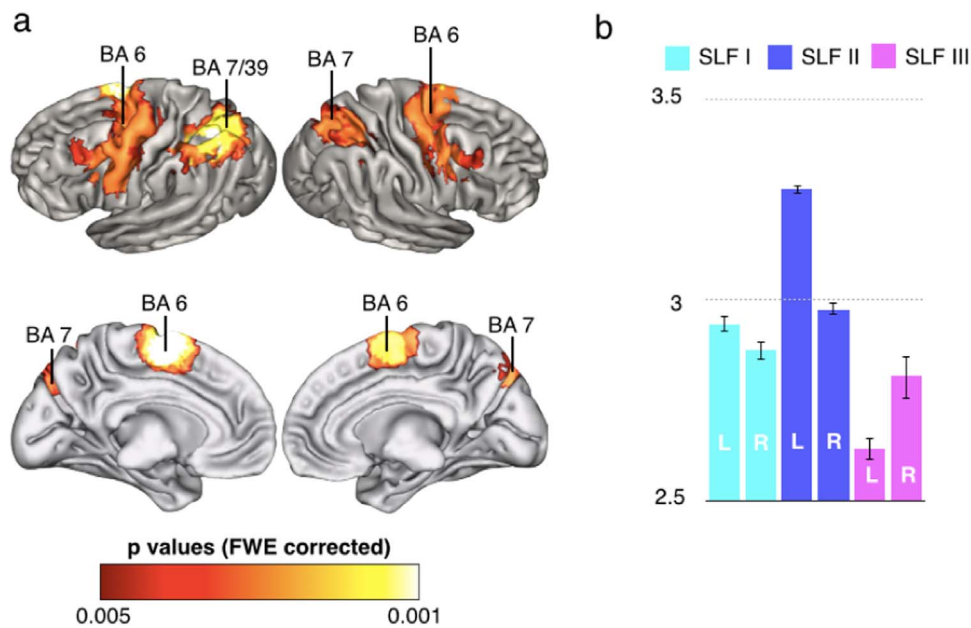 a
BA 6
BA 7/39
BA 7
BA 6
BA 7
BA 6
BA 6
BA 7
p values (FWE corrected)
0.005
0.001
b
SLF I
SLF II
SLF III
3.5
3
2.5
L
R
L
R
L
R